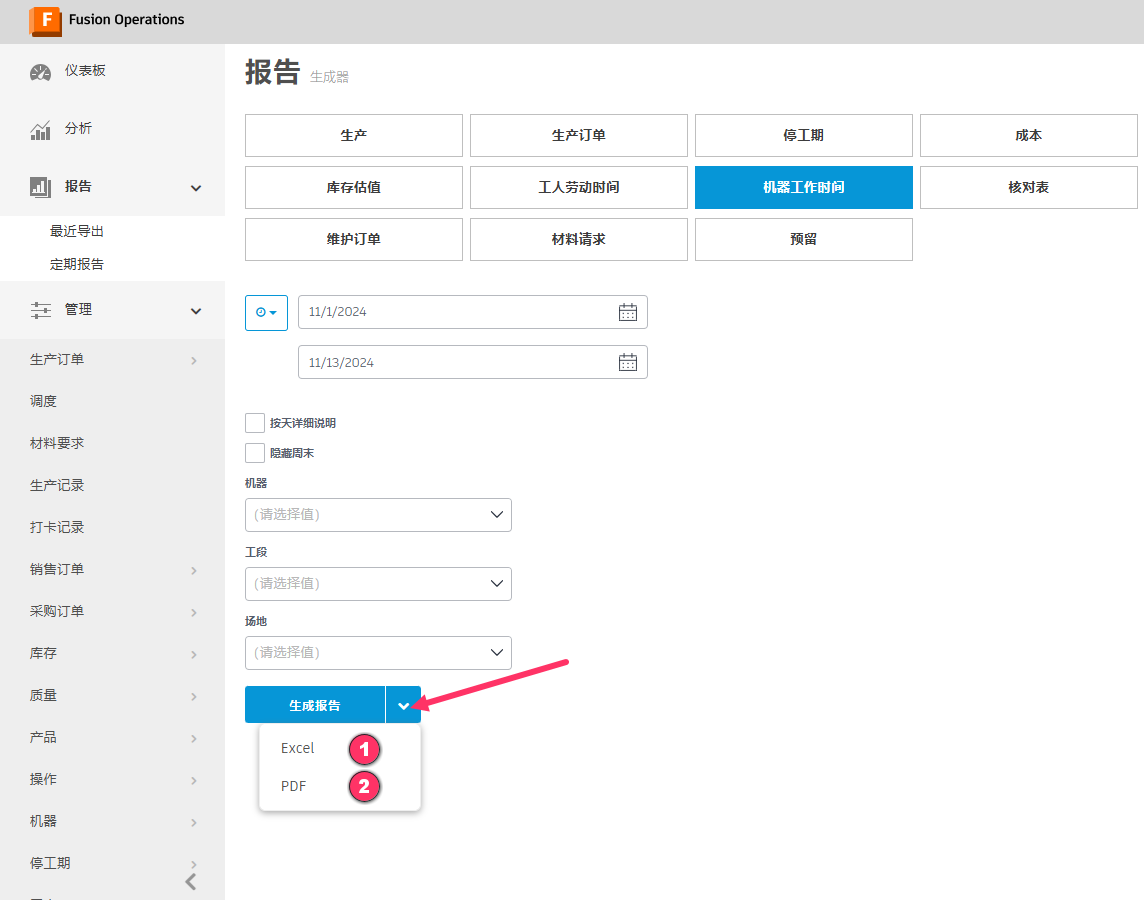 F Fusion Operations
仪表板
分析
报告
最近导出
定期报告
管理
生产订单
调度
材料要求
生产记录
打卡记录
销售订单
采购订单
库存
质量
产品
操作
机器
停工期
报告 生成器
生产 生产订单 停工期 成本
库存估值 工人劳动时间 机器工作时间 核对表
维护订单 材料请求 预留
11/1/2024
11/13/2024
按天详细说明
隐藏周末
机器
(请选择值)
工段
(请选择值)
场地
(请选择值)
生成报告
Excel 1
PDF 2